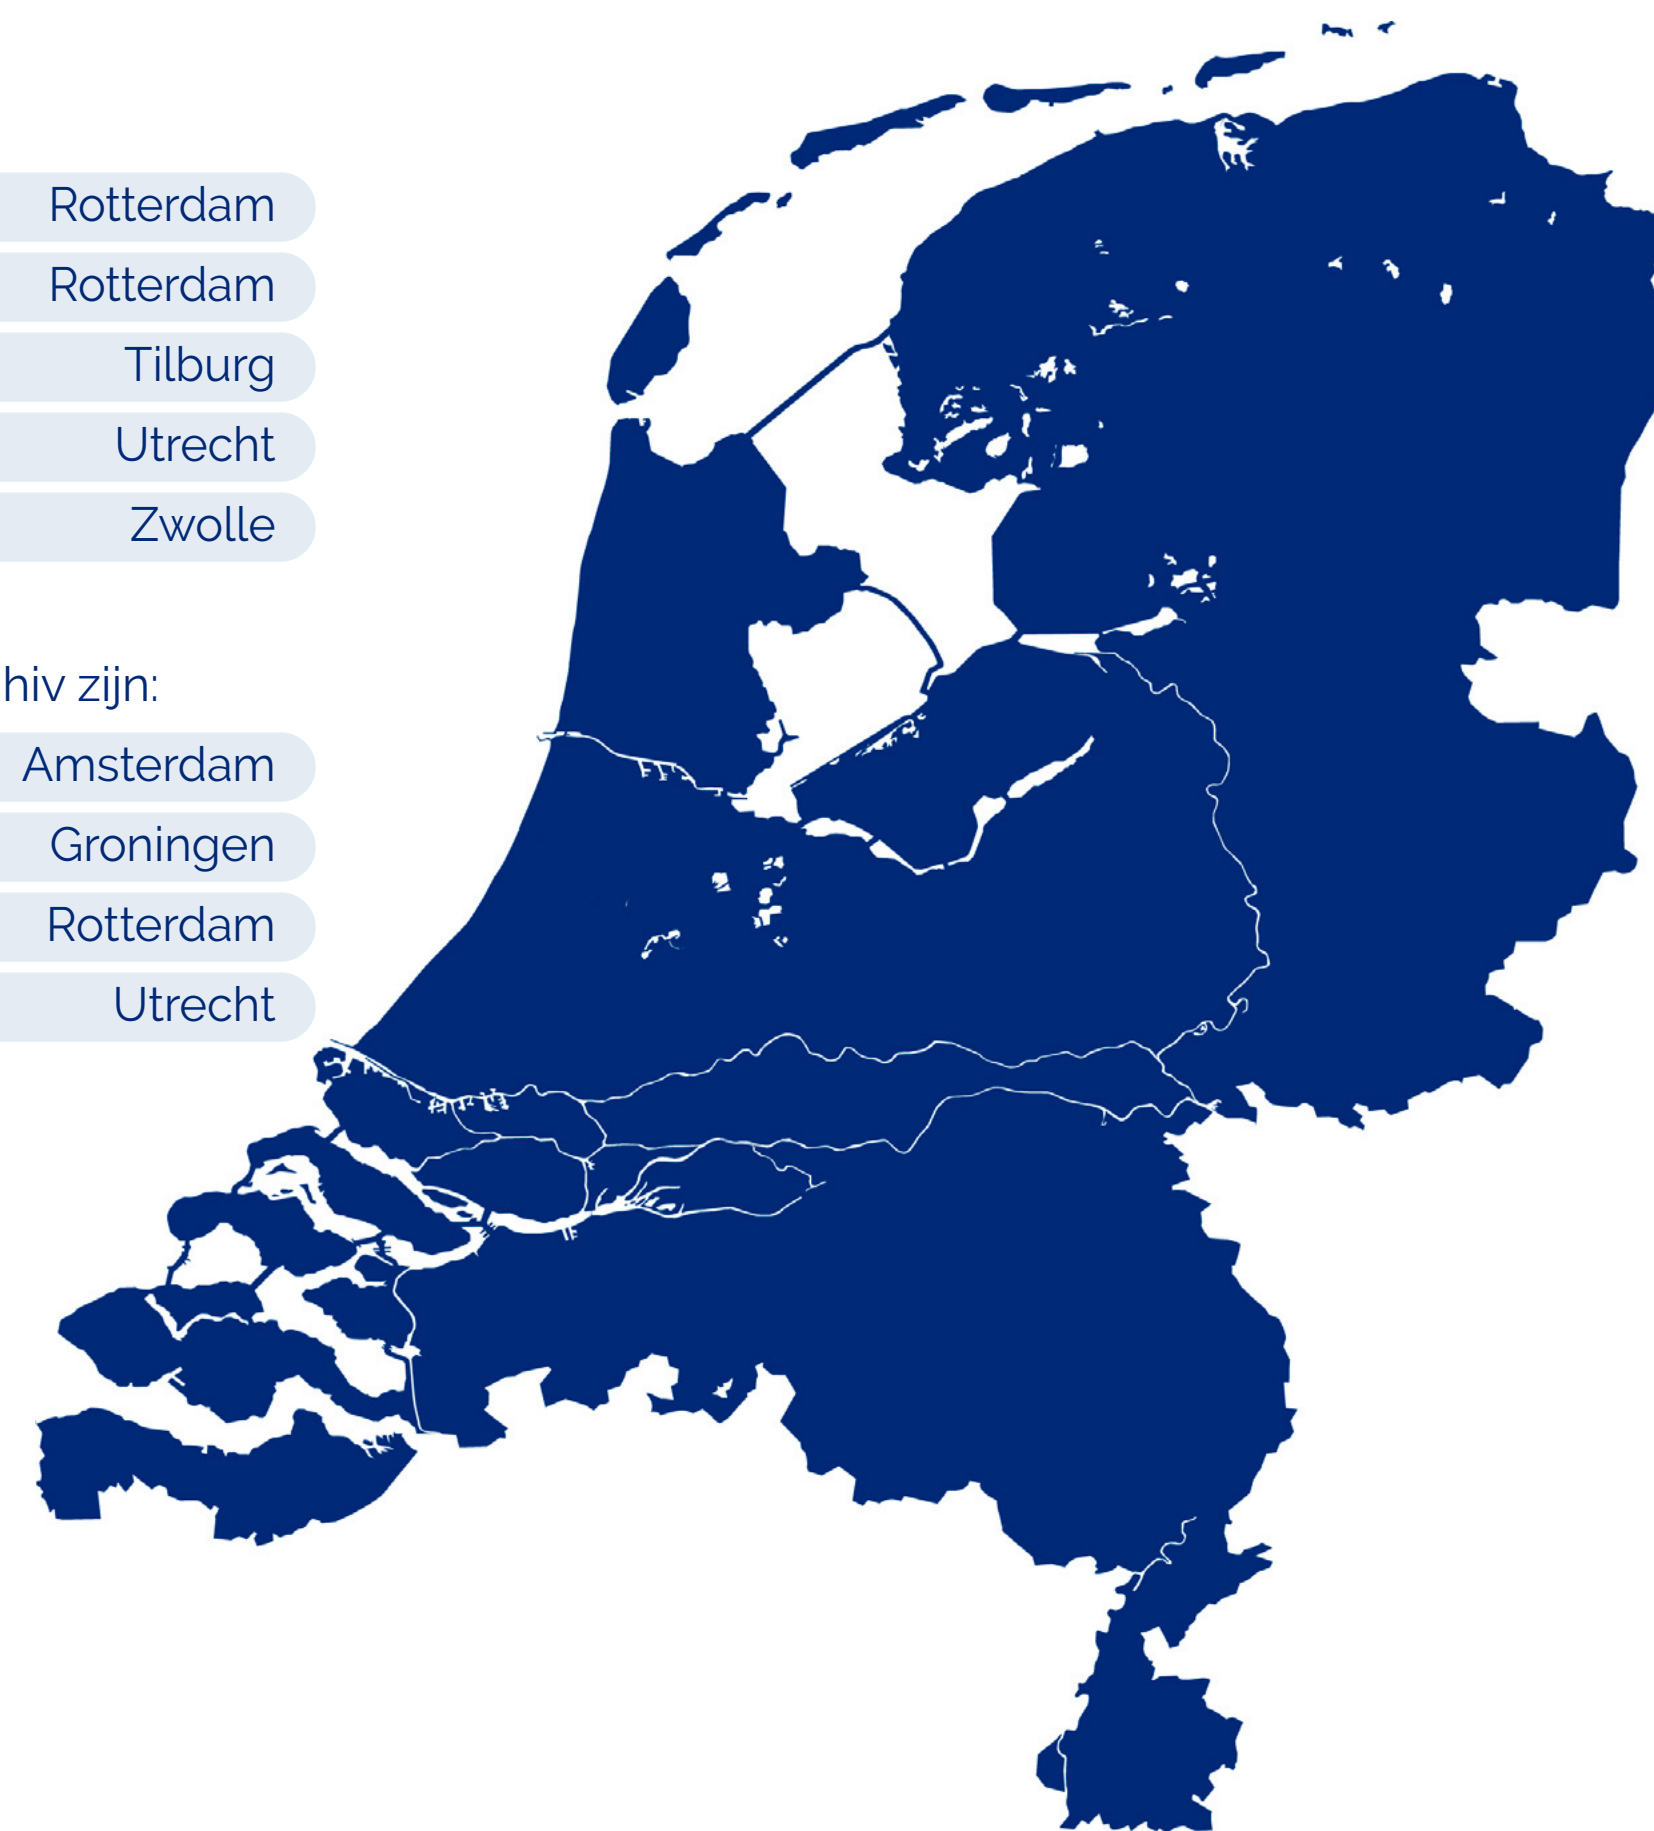 Rotterdam
Rotterdam
Tilburg
Utrecht
Zwolle
hiv zijn:
Amsterdam
Groningen
Rotterdam
Utrecht